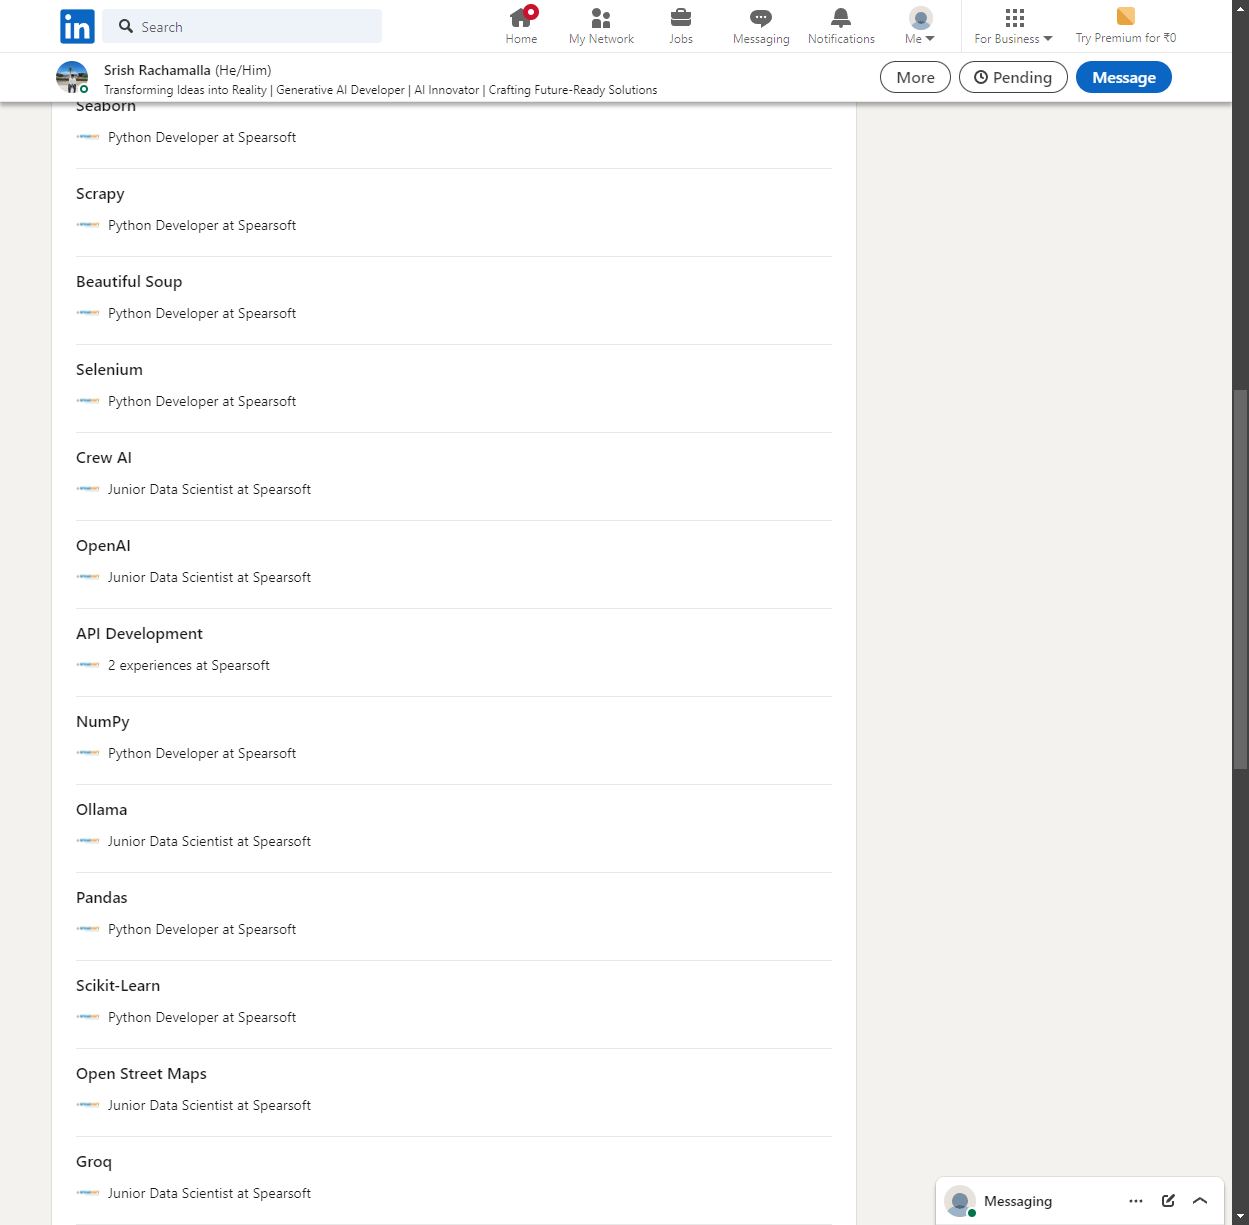 in
Search
Home
My Network
Jobs
Messaging
Notifications
Me
For Business
Try Premium for ₹0
Srish Rachamalla (He/Him)
Transforming Ideas into Reality | Generative AI Developer | AI Innovator | Crafting Future-Ready Solutions
More
Pending
Message
Seaborn
Python Developer at Spearsoft
Scrapy
Python Developer at Spearsoft
Beautiful Soup
Python Developer at Spearsoft
Selenium
Python Developer at Spearsoft
Crew AI
Junior Data Scientist at Spearsoft
OpenAI
Junior Data Scientist at Spearsoft
API Development
2 experiences at Spearsoft
NumPy
Python Developer at Spearsoft
Ollama
Junior Data Scientist at Spearsoft
Pandas
Python Developer at Spearsoft
Scikit-Learn
Python Developer at Spearsoft
Open Street Maps
Junior Data Scientist at Spearsoft
Groq
Junior Data Scientist at Spearsoft
Messaging